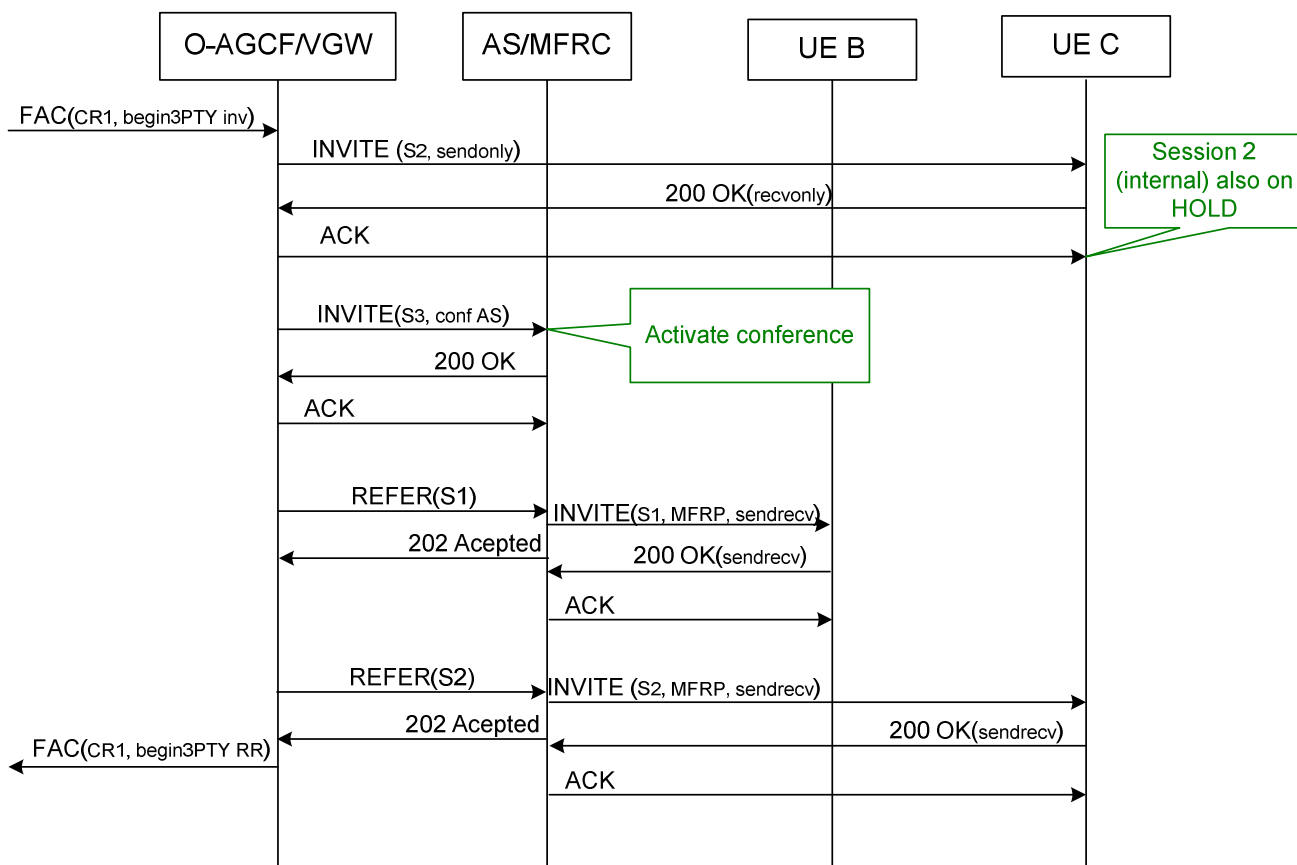 O-AGCF/VGW
AS/MFRC
UE B
UE C
FAC(CR1, begin3PTY inv)
INVITE (S2, sendonly)
Session 2
(internal) also on
HOLD
200 OK(recvonly)
ACK
INVITE(S3, conf AS)
Activate conference
200 OK
ACK
REFER(S1)
INVITE(S1, MFRP, sendrecv)
202 Acepted
200 OK(sendrecv)
ACK
REFER(S2)
INVITE (S2, MFRP, sendrecv)
202 Acepted
200 OK(sendrecv)
FAC(CR1, begin3PTY RR)
ACK